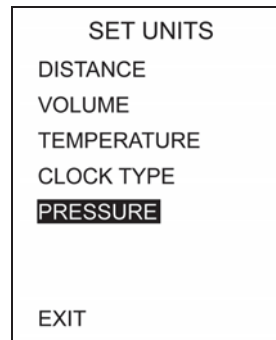 SET UNITS
DISTANCE
VOLUME
TEMPERATURE
CLOCK TYPE
PRESSURE
EXIT